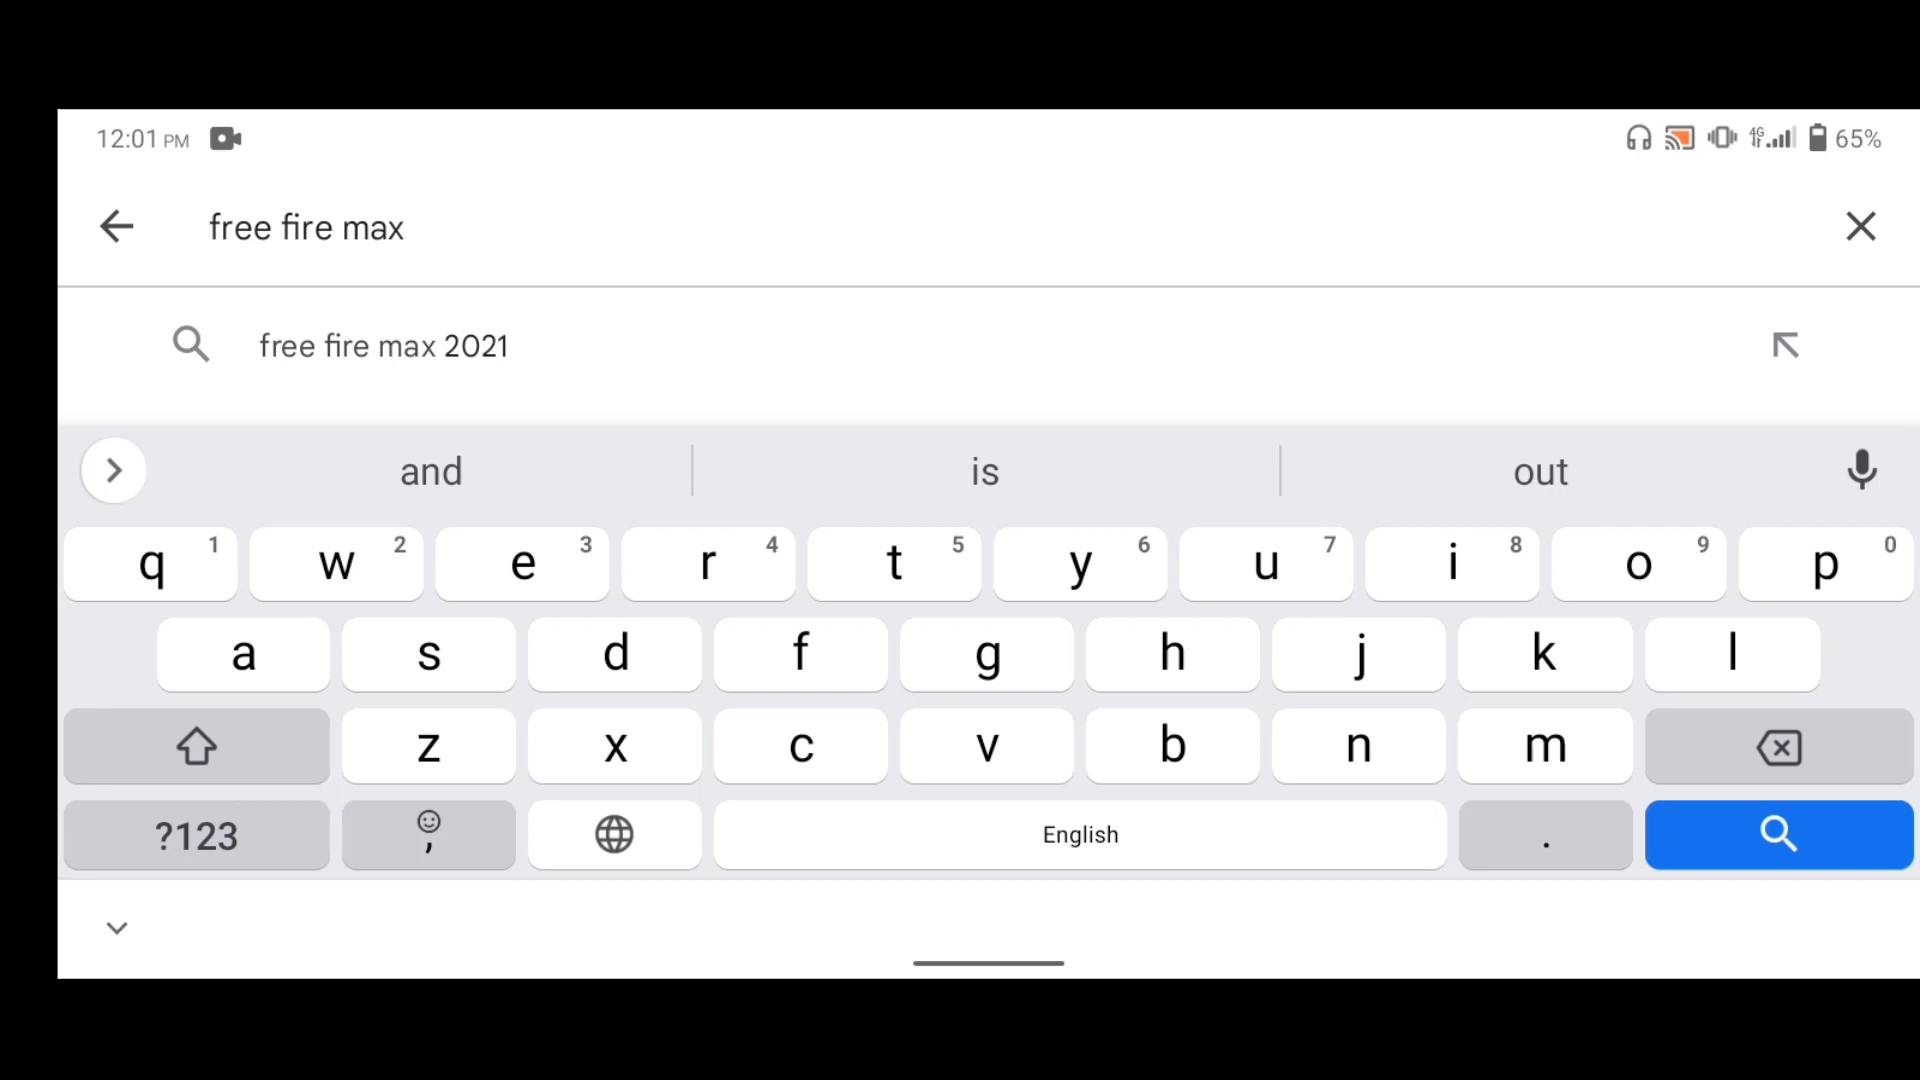 12:01 PM 4G 65%
free fire max
free fire max 2021
and is out
q 1 w 2 e 3 r 4 t 5 y 6 u 7 i 8 o 9 p 0
a s d f g h j k l
z x c v b n m
?123 , English .